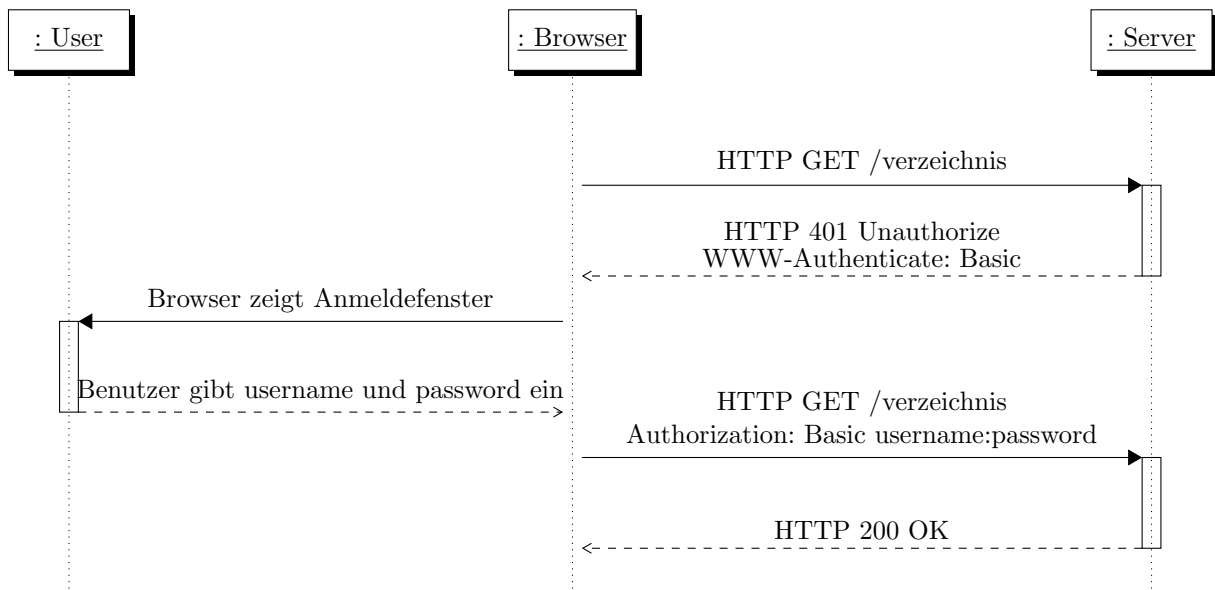 : User
: Browser
: Server
HTTP GET /verzeichnis
HTTP 401 Unauthorize
WWW-Authenticate: Basic
Browser zeigt Anmeldefenster
Benutzer gibt username und password ein
HTTP GET /verzeichnis
Authorization: Basic username:password
HTTP 200 OK